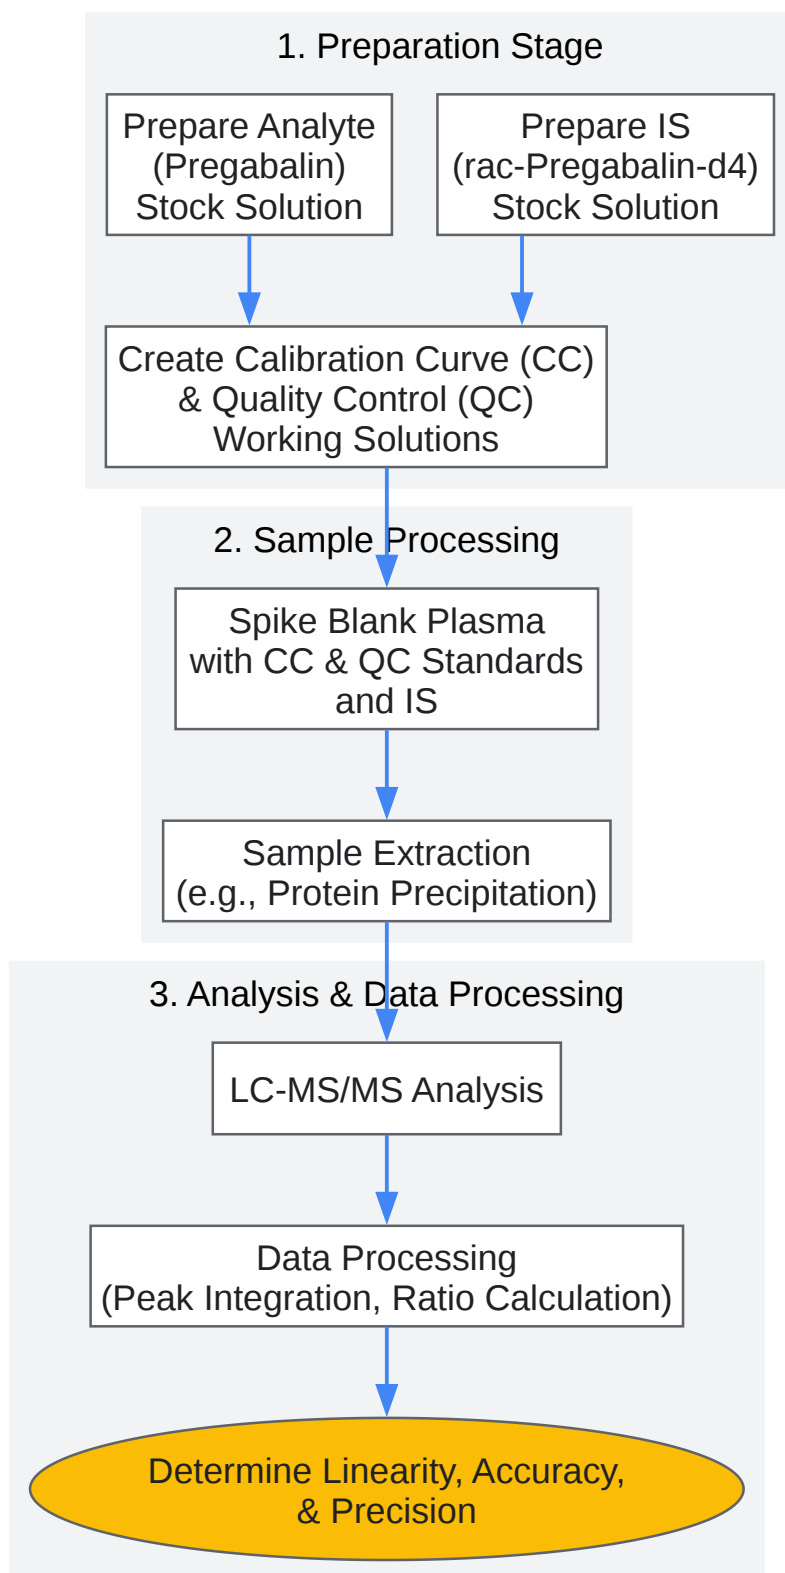 1. Preparation Stage
Prepare Analyte
(Pregabalin)
Stock Solution
Prepare IS
(rac-Pregabalin-d4)
Stock Solution
Create Calibration Curve (CC)
& Quality Control (QC)
Working Solutions
2. Sample Processing
Spike Blank Plasma
with CC & QC Standards
and IS
Sample Extraction
(e.g., Protein Precipitation)
3. Analysis & Data Processing
LC-MS/MS Analysis
Data Processing
(Peak Integration, Ratio Calculation)
Determine Linearity, Accuracy,
& Precision